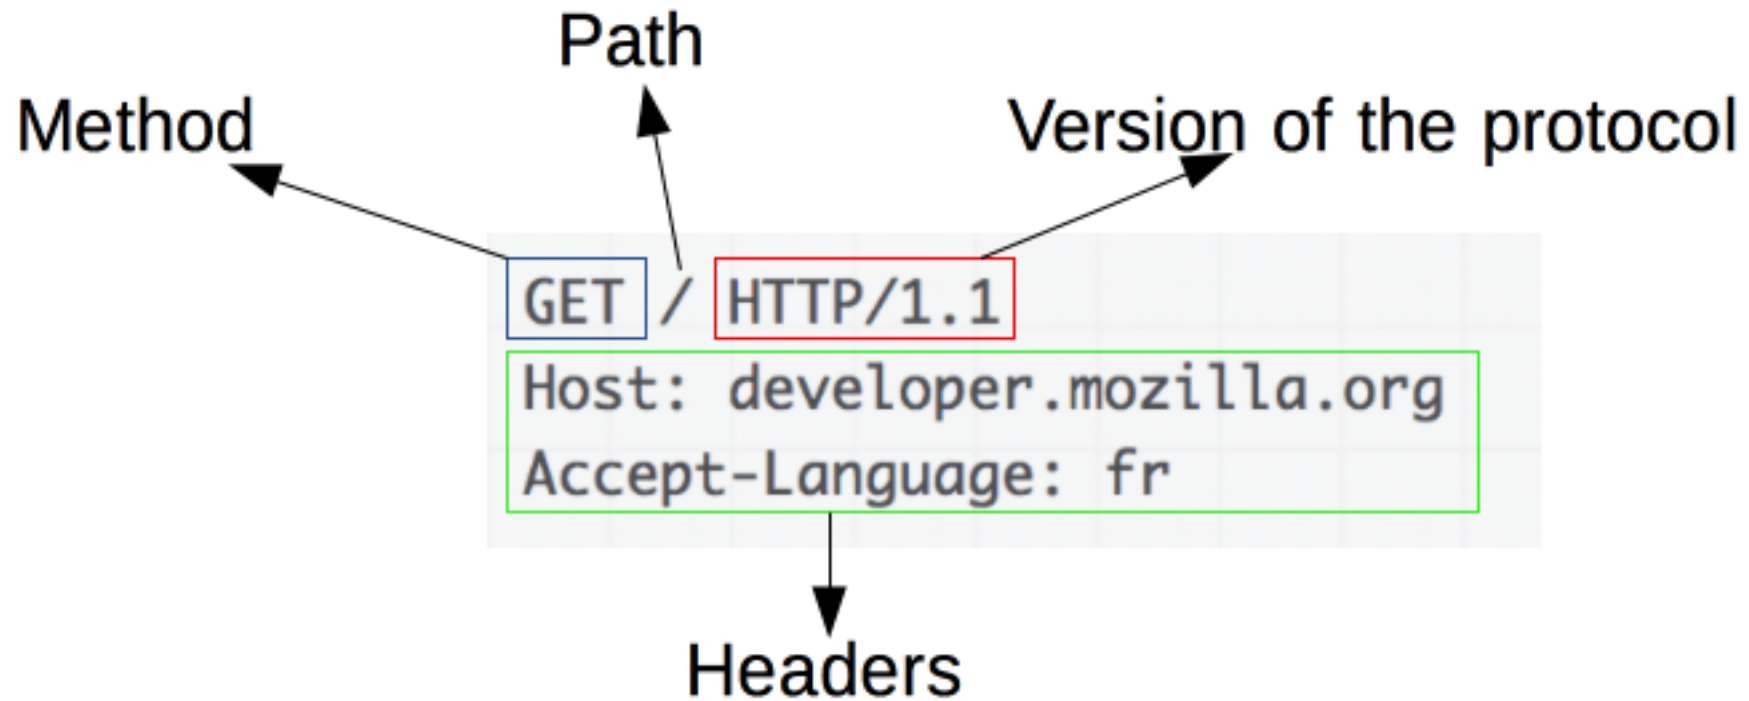 Path
Method
Version of the protocol
GET / HTTP/1.1
Host: developer.mozilla.org
Accept-Language: fr
Headers